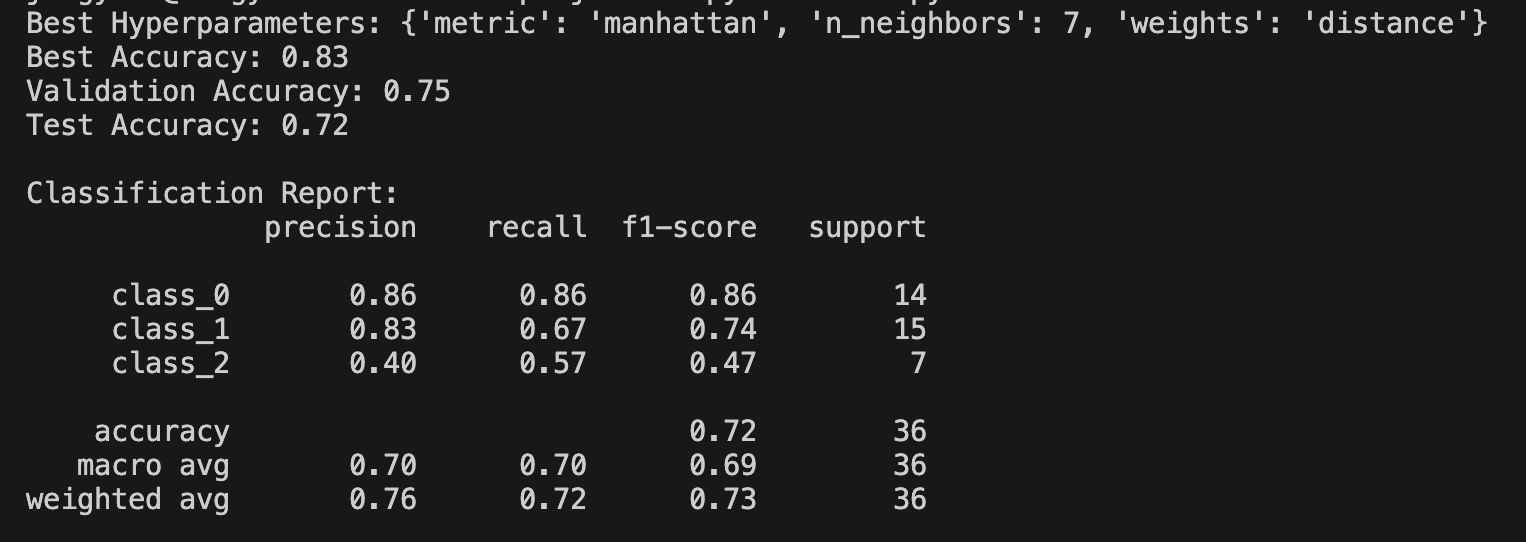 Best Hyperparameters: {'metric': 'manhattan', 'n_neighbors': 7, 'weights': 'distance'}
Best Accuracy: 0.83
Validation Accuracy: 0.75
Test Accuracy: 0.72
Classification Report:
precision recall f1-score support
class_0 0.86 0.86 0.86 14
class_1 0.83 0.67 0.74 15
class_2 0.40 0.57 0.47 7
accuracy 0.72 36
macro avg 0.70 0.70 0.69 36
weighted avg 0.76 0.72 0.73 36